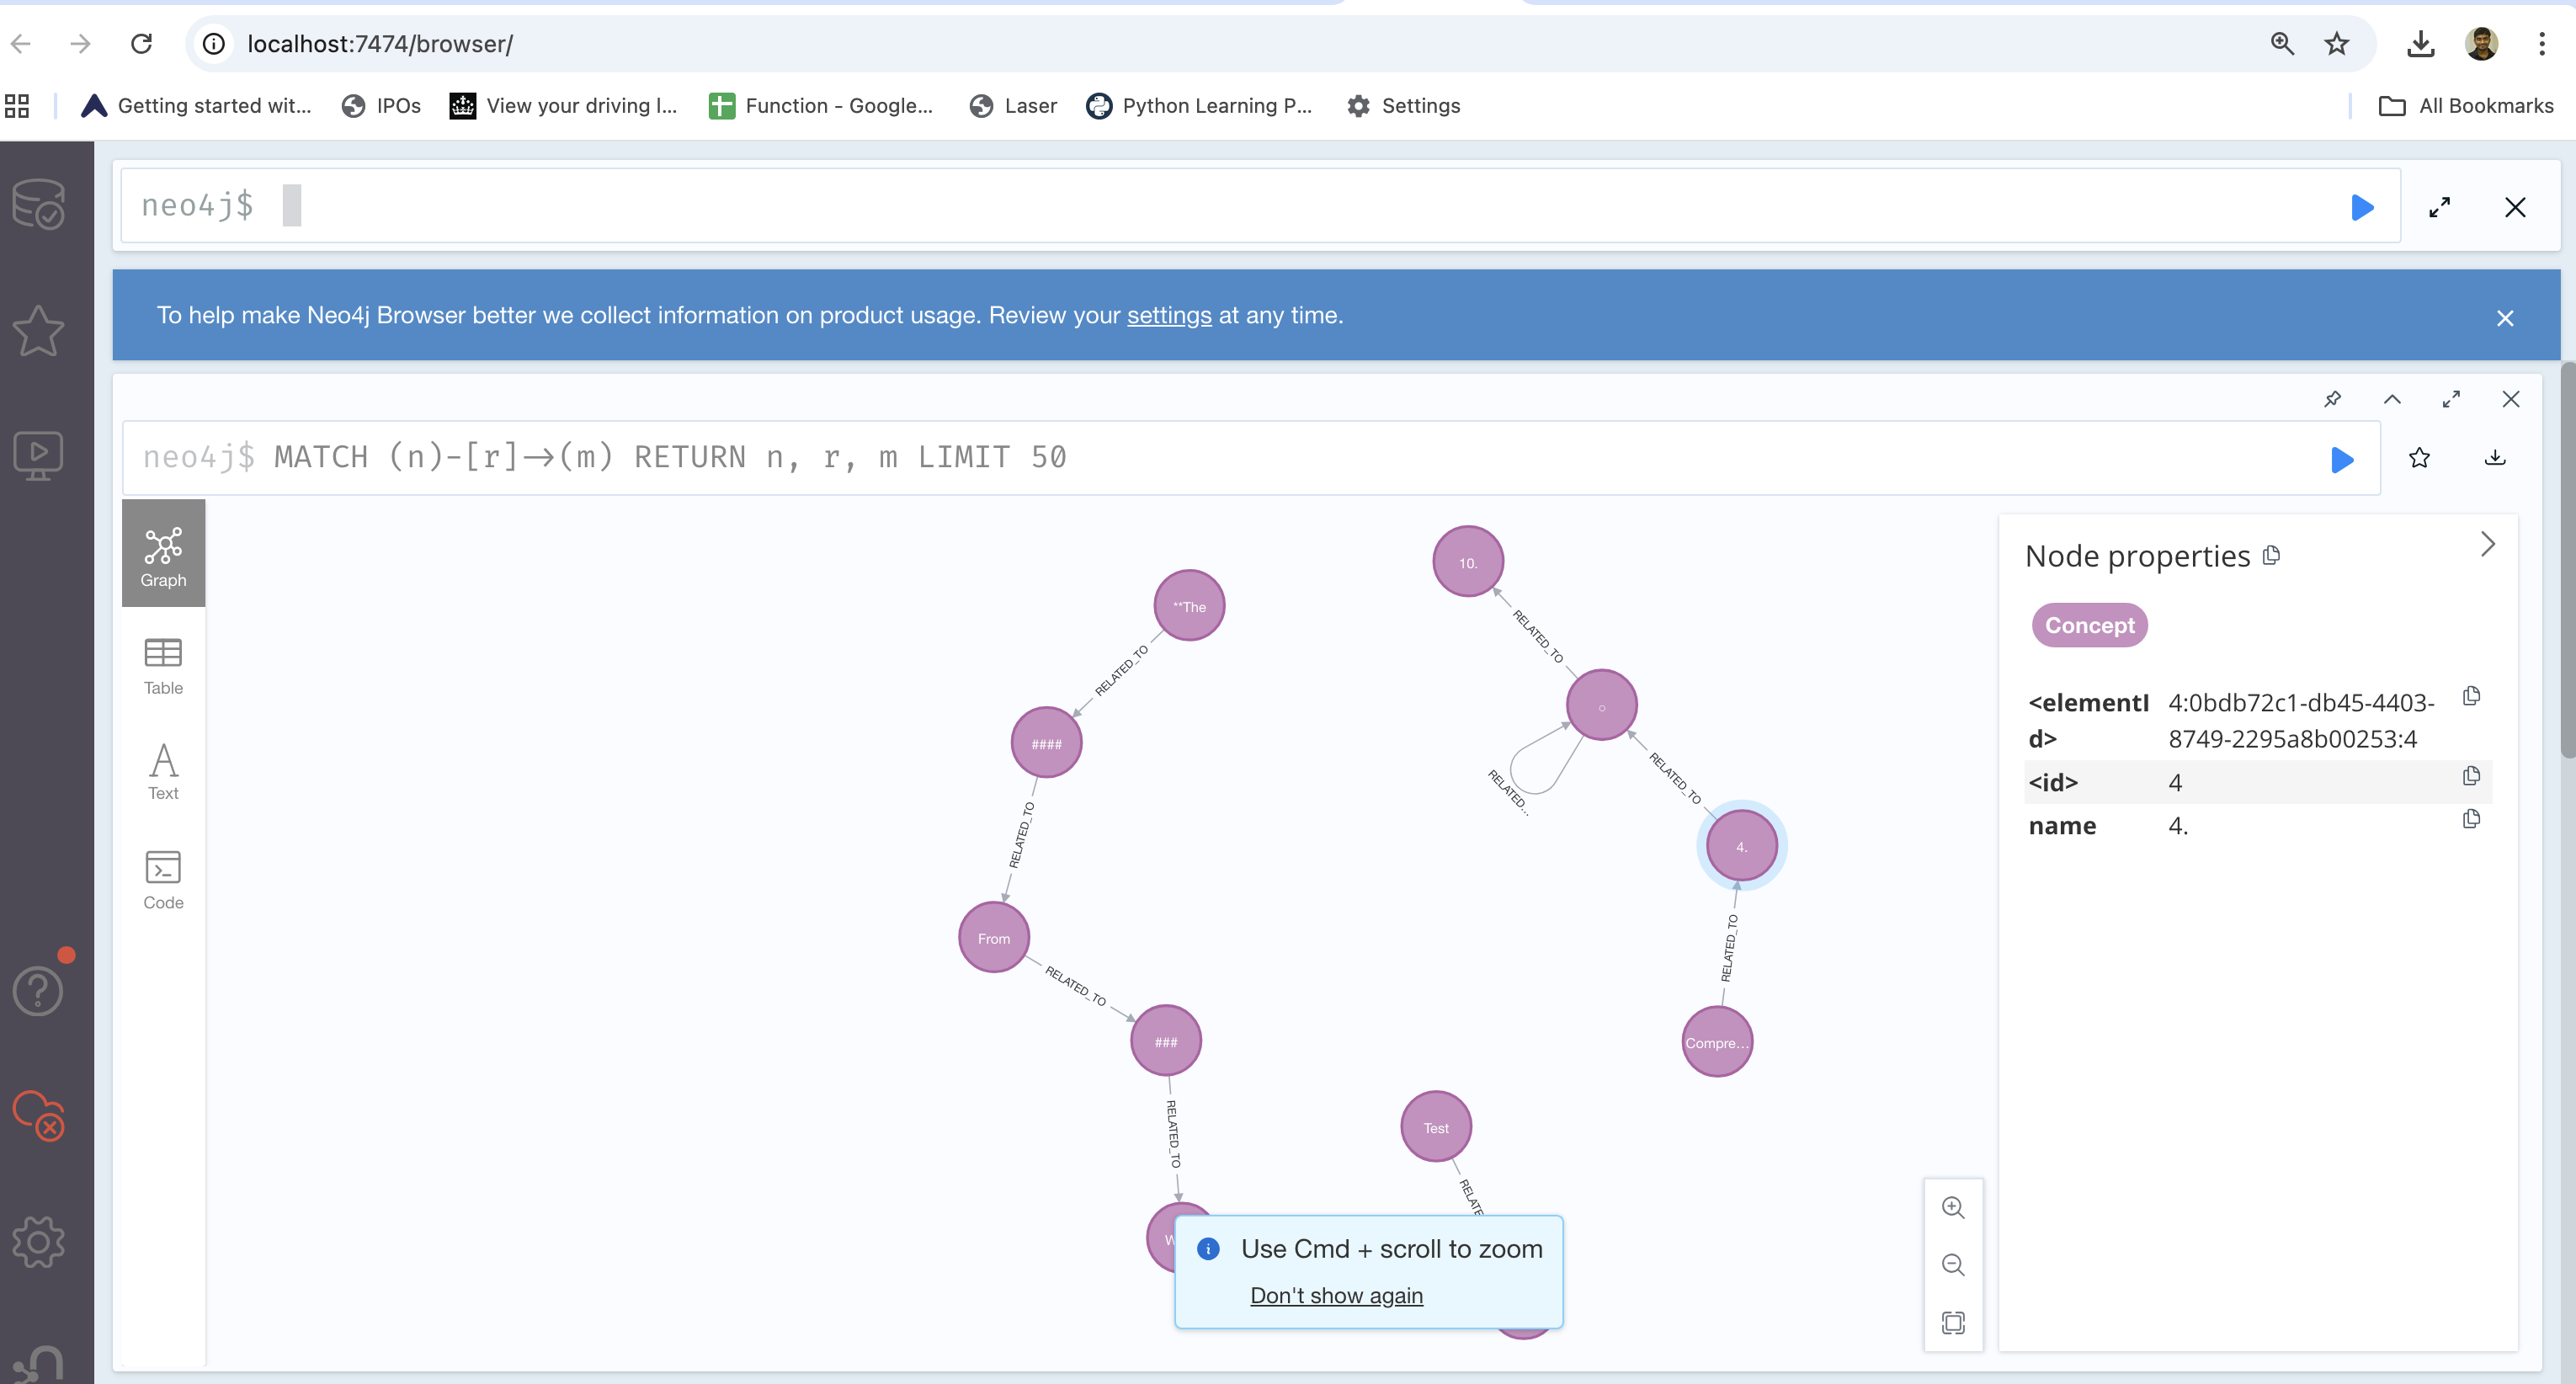 localhost:7474/browser/
Getting started wit...
IPOs
View your driving l...
Function - Google...
Laser
Python Learning P...
Settings
All Bookmarks
neo4j$
To help make Neo4j Browser better we collect information on product usage. Review your settings at any time.
neo4j$ MATCH (n)-[r]→(m) RETURN n, r, m LIMIT 50
Graph
Table
Text
Code
**The
RELATED_TO
####
RELATED_TO
From
RELATED_TO
###
RELATED_TO
W
10.
RELATED_TO
○
RELATED...
RELATED_TO
4.
RELATED_TO
Compre...
Test
RELATE
Use Cmd + scroll to zoom
Don't show again
Node properties
Concept
<elementI
d>
4:0bdb72c1-db45-4403-
8749-2295a8b00253:4
<id> 4
name 4.